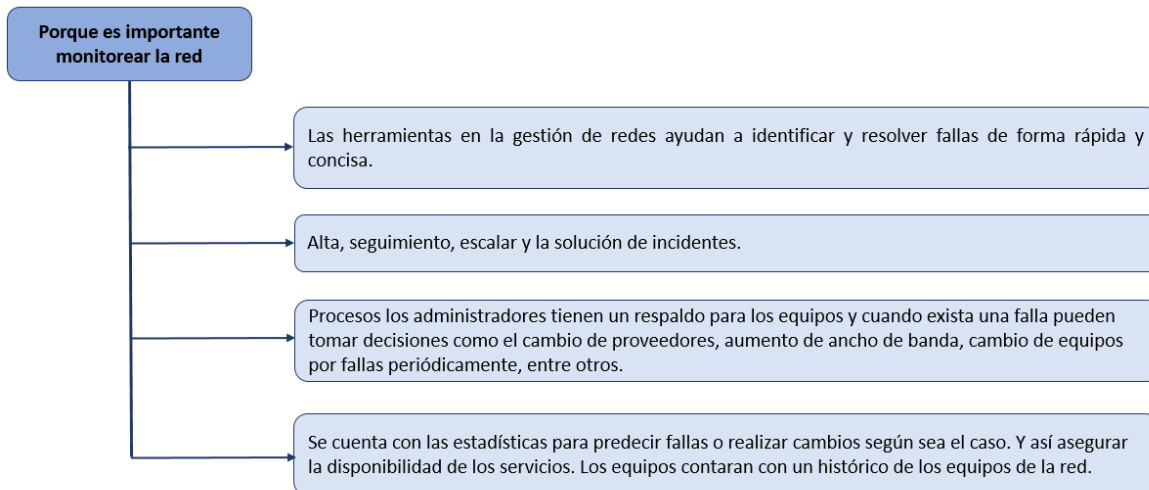 Porque es importante
monitorear la red
Las herramientas en la gestión de redes ayudan a identificar y resolver fallas de forma rápida y
concisa.
Alta, seguimiento, escalar y la solución de incidentes.
Procesos los administradores tienen un respaldo para los equipos y cuando exista una falla pueden
tomar decisiones como el cambio de proveedores, aumento de ancho de banda, cambio de equipos
por fallas periódicamente, entre otros.
Se cuenta con las estadísticas para predecir fallas o realizar cambios según sea el caso. Y así asegurar
la disponibilidad de los servicios. Los equipos contaran con un histórico de los equipos de la red.